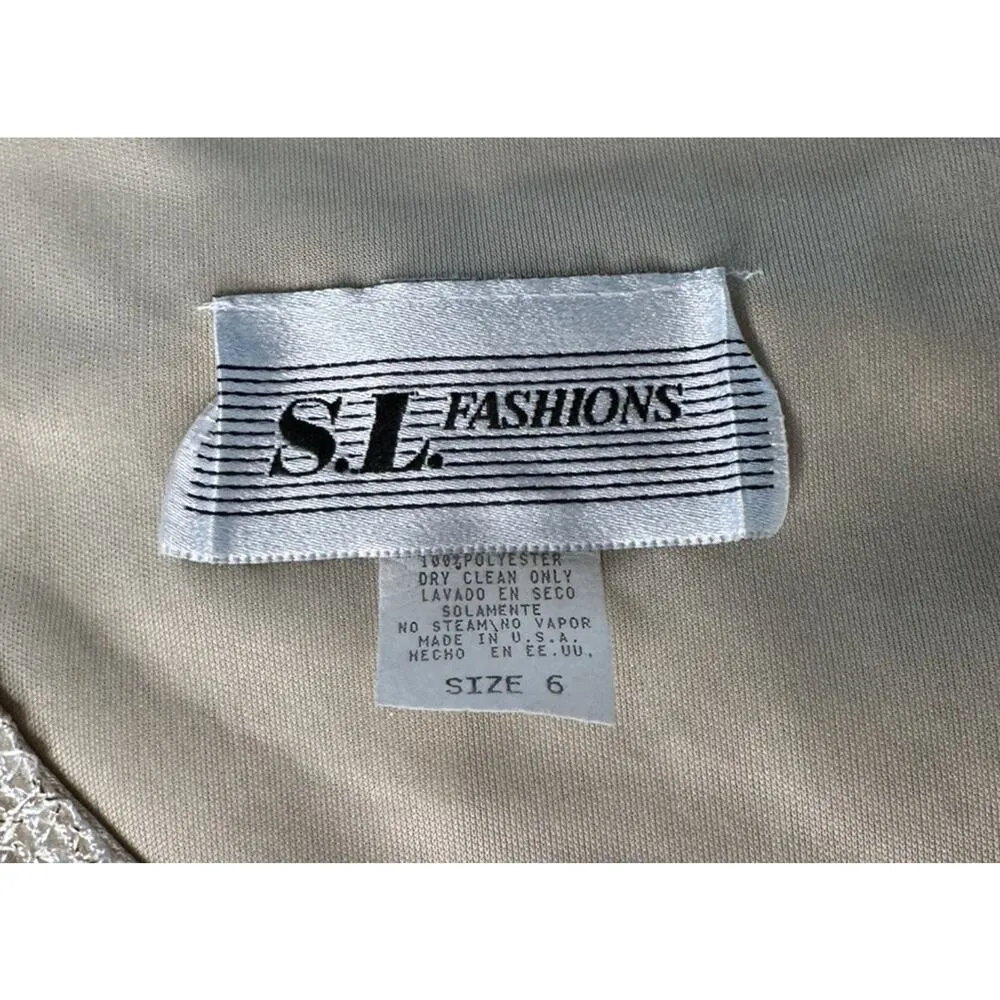 S.L. FASHIONS
100% POLYESTER
DRY CLEAN ONLY
LAVADO EN SECO
SOLAMENTE
NO STEAM\NO VAPOR
MADE IN U.S.A.
HECHO EN EE.UU.
SIZE 6